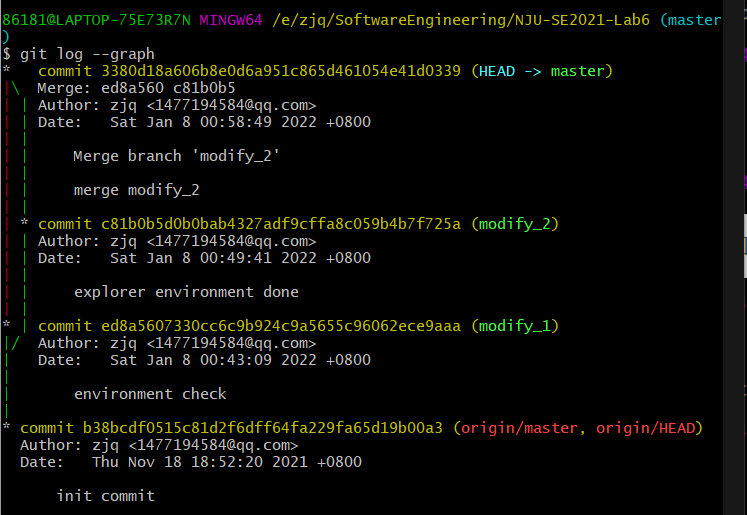 86181@LAPTOP-75E73R7N MINGW64 /e/zjq/SoftwareEngineering/NJU-SE2021-Lab6 (master
)
$ git log --graph
*   commit 3380d18a606b8e0d6a951c865d461054e41d0339 (HEAD -> master)
|\  Merge: ed8a560 c81b0b5
| | Author: zjq <1477194584@qq.com>
| | Date:   Sat Jan 8 00:58:49 2022 +0800
| |
| |     Merge branch 'modify_2'
| |
| |     merge modify_2
| |
| * commit c81b0b5d0b0bab4327adf9cffa8c059b4b7f725a (modify_2)
| | Author: zjq <1477194584@qq.com>
| | Date:   Sat Jan 8 00:49:41 2022 +0800
| |
| |     explorer environment done
| |
* | commit ed8a5607330cc6c9b924c9a5655c96062ece9aaa (modify_1)
|/  Author: zjq <1477194584@qq.com>
|   Date:   Sat Jan 8 00:43:09 2022 +0800
|
|       environment check
|
* commit b38bcdf0515c81d2f6dff64fa229fa65d19b00a3 (origin/master, origin/HEAD)
  Author: zjq <1477194584@qq.com>
  Date:   Thu Nov 18 18:52:20 2021 +0800

      init commit